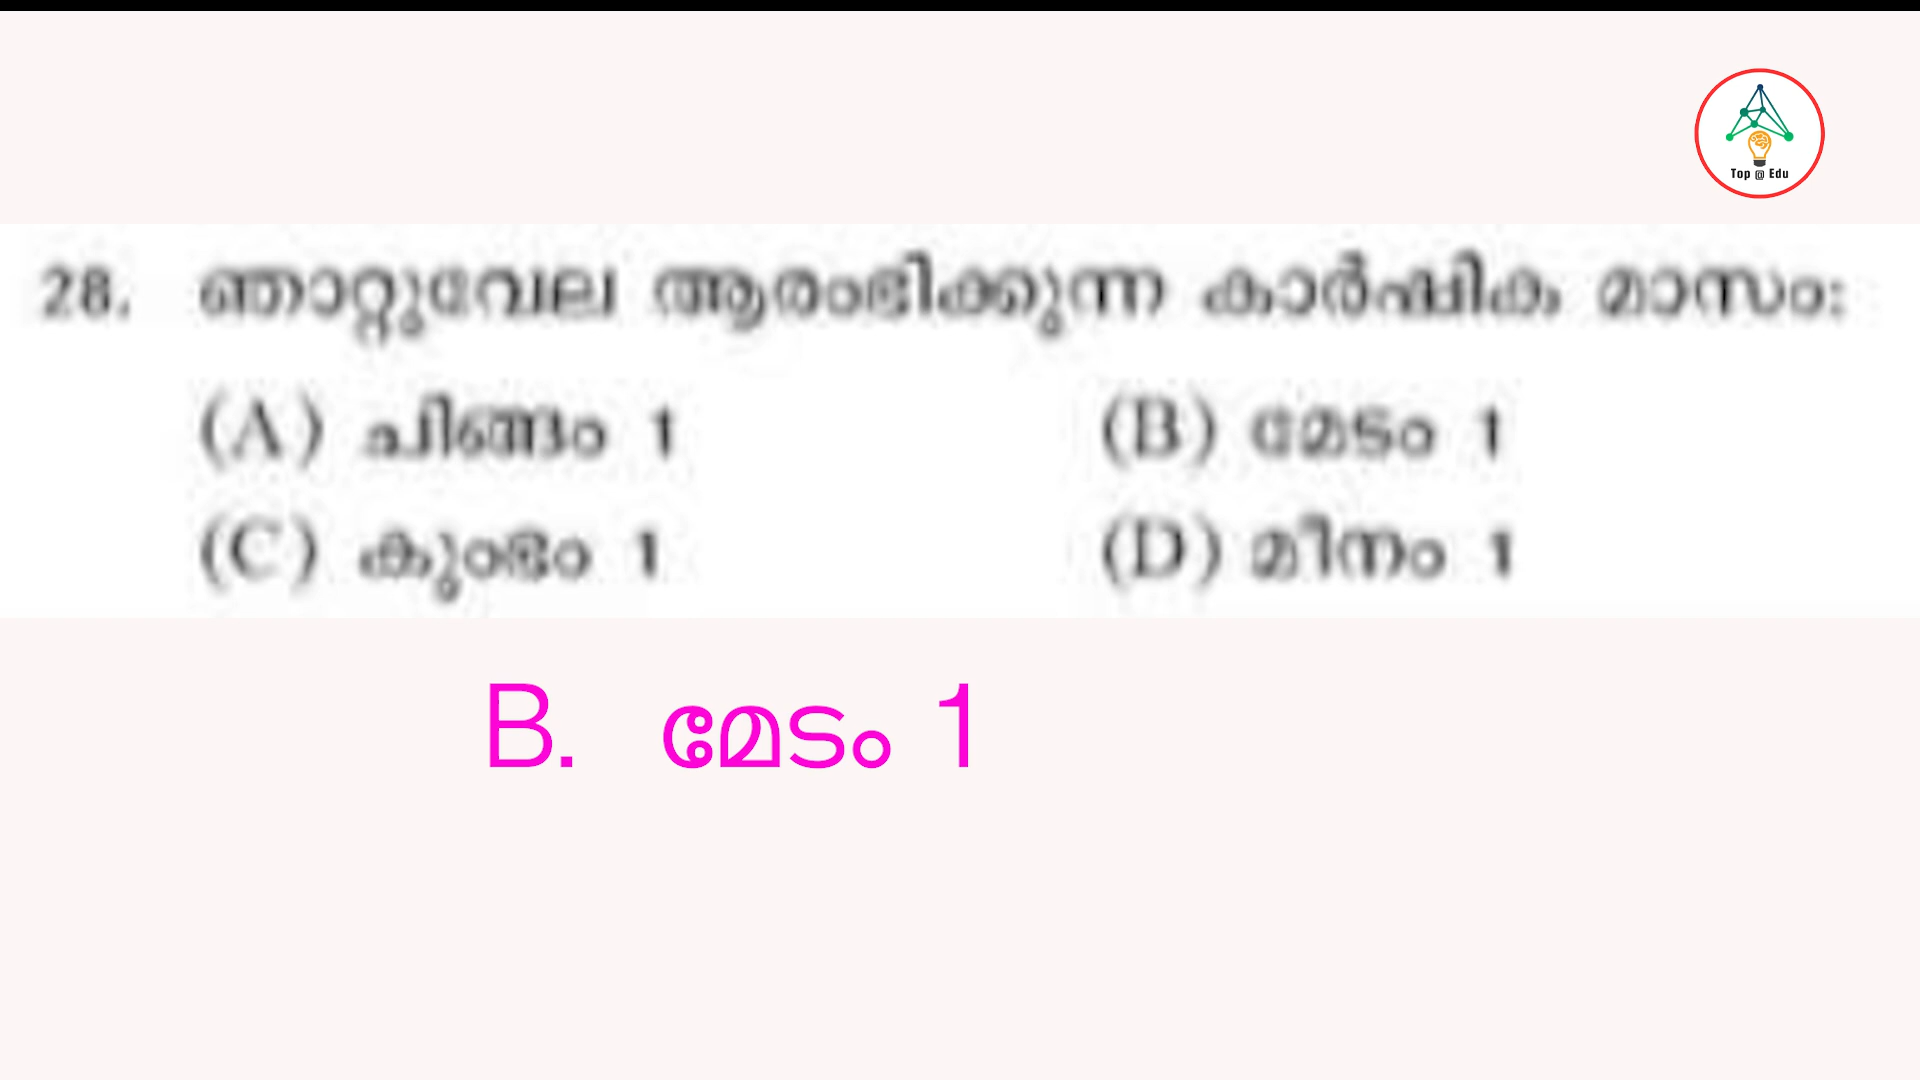 Top @ Edu
28. ഞാറ്റുവേല ആരംഭിക്കുന്ന കാർഷിക മാസം:
(A) ചിങ്ങം 1 (B) മേടം 1
(C) കുംഭം 1 (D) മീനം 1
B. മേടം 1